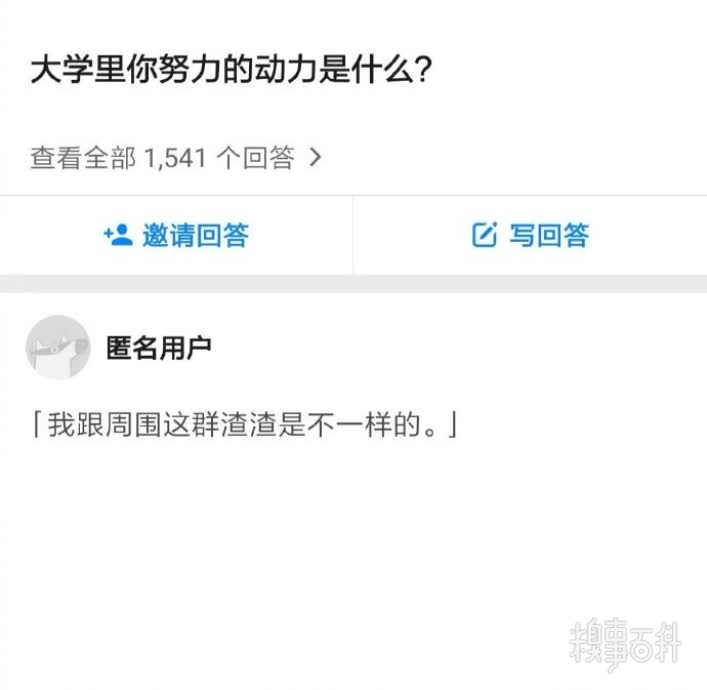 大学里你努力的动力是什么?
查看全部 1,541 个回答 >
邀请回答
写回答
匿名用户
「我跟周围这群渣渣是不一样的。」
糗事百科